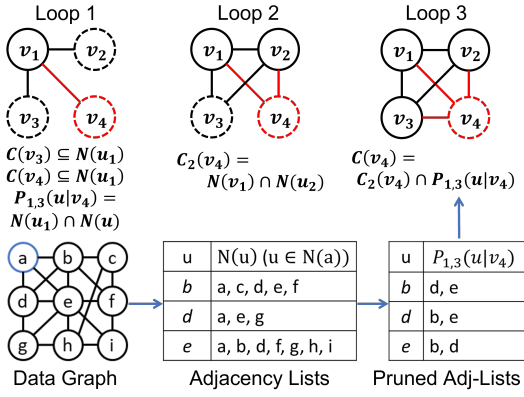 Loop 1
Loop 2
Loop 3
v₁ v₂
v₃ v₄
v₁ v₂
v₃ v₄
v₁ v₂
v₃ v₄
C(v₃) ⊆ N(u₁)
C(v₄) ⊆ N(u₁)
P₁,₃(u|v₄) =
N(u₁) ∩ N(u)
C₂(v₄) =
N(v₁) ∩ N(u₂)
C(v₄) =
C₂(v₄) ∩ P₁,₃(u|v₄)
a b c
d e f
g h i
Data Graph
u N(u) (u ∈ N(a))
b a, c, d, e, f
d a, e, g
e a, b, d, f, g, h, i
Adjacency Lists
u P₁,₃(u|v₄)
b d, e
d b, e
e b, d
Pruned Adj-Lists